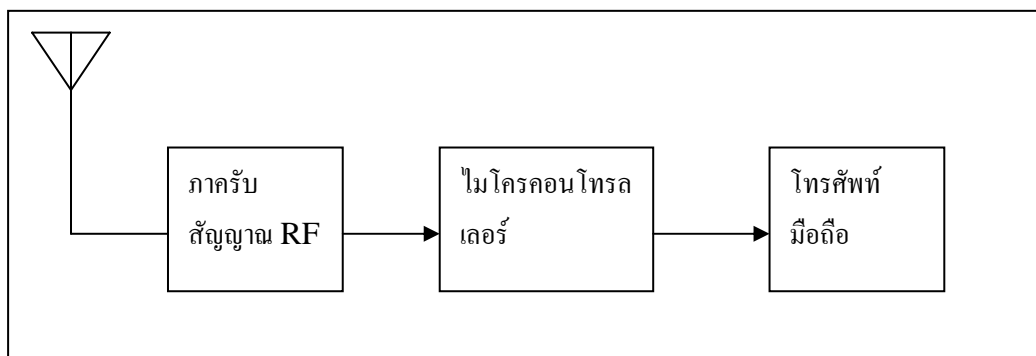 ภาครับ
สัญญาณ RF
ไมโครคอนโทรล
เลอร์
โทรศัพท์
มือถือ